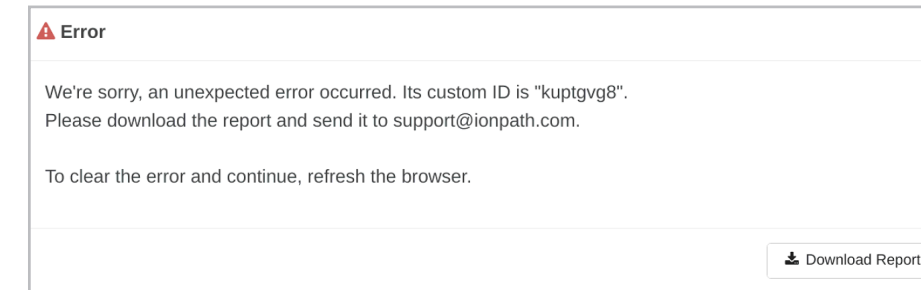 Error
We're sorry, an unexpected error occurred. Its custom ID is "kuptgvg8".
Please download the report and send it to support@ionpath.com.
To clear the error and continue, refresh the browser.
Download Report